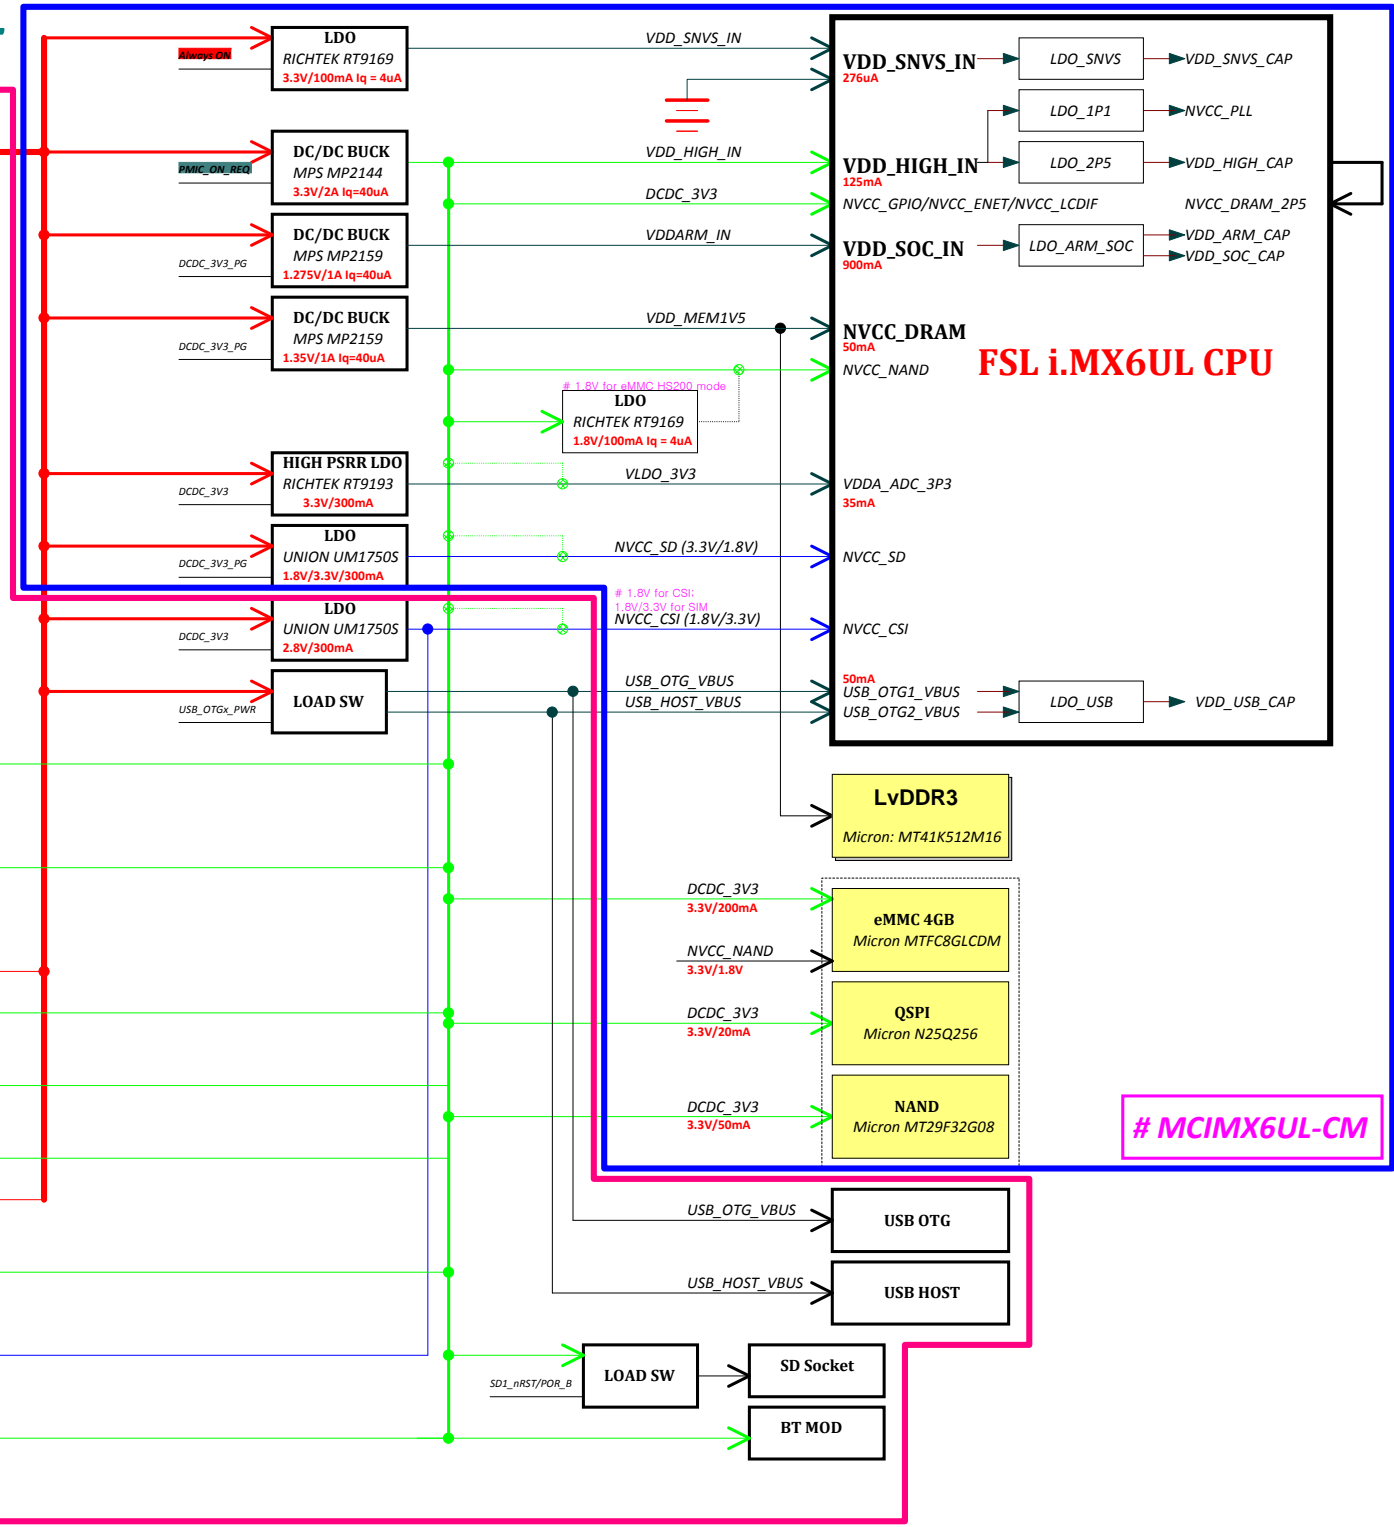 LDO
RICHTEK RT9169
3.3V/100mA Iq = 4uA
Always ON
VDD_SNVS_IN
VDD_SNVS_IN
276uA
LDO_SNVS
VDD_SNVS_CAP
LDO_1P1
NVCC_PLL
DC/DC BUCK
MPS MP2144
3.3V/2A Iq=40uA
PMIC_ON_REQ
VDD_HIGH_IN
VDD_HIGH_IN
125mA
LDO_2P5
VDD_HIGH_CAP
DCDC_3V3
NVCC_GPIO/NVCC_ENET/NVCC_LCDIF
NVCC_DRAM_2P5
DC/DC BUCK
MPS MP2159
1.275V/1A Iq=40uA
DCDC_3V3_PG
VDDARM_IN
VDD_SOC_IN
900mA
LDO_ARM_SOC
VDD_ARM_CAP
VDD_SOC_CAP
DC/DC BUCK
MPS MP2159
1.35V/1A Iq=40uA
DCDC_3V3_PG
VDD_MEM1V5
NVCC_DRAM
50mA
NVCC_NAND
FSL i.MX6UL CPU
# 1.8V for eMMC HS200 mode
LDO
RICHTEK RT9169
1.8V/100mA Iq = 4uA
HIGH PSRR LDO
RICHTEK RT9193
3.3V/300mA
DCDC_3V3
VLDO_3V3
VDDA_ADC_3P3
35mA
LDO
UNION UM1750S
1.8V/3.3V/300mA
DCDC_3V3_PG
NVCC_SD (3.3V/1.8V)
NVCC_SD
# 1.8V for CSI;
1.8V/3.3V for SIM
LDO
UNION UM1750S
2.8V/300mA
DCDC_3V3
NVCC_CSI (1.8V/3.3V)
NVCC_CSI
LOAD SW
USB_OTGx_PWR
USB_OTG_VBUS
USB_HOST_VBUS
50mA
USB_OTG1_VBUS
USB_OTG2_VBUS
LDO_USB
VDD_USB_CAP
LvDDR3
Micron: MT41K512M16
DCDC_3V3
3.3V/200mA
eMMC 4GB
Micron MTFC8GLCDM
NVCC_NAND
3.3V/1.8V
DCDC_3V3
3.3V/20mA
QSPI
Micron N25Q256
DCDC_3V3
3.3V/50mA
NAND
Micron MT29F32G08
# MCIMX6UL-CM
USB_OTG_VBUS
USB OTG
USB_HOST_VBUS
USB HOST
SD1_nRST/POR_B
LOAD SW
SD Socket
BT MOD